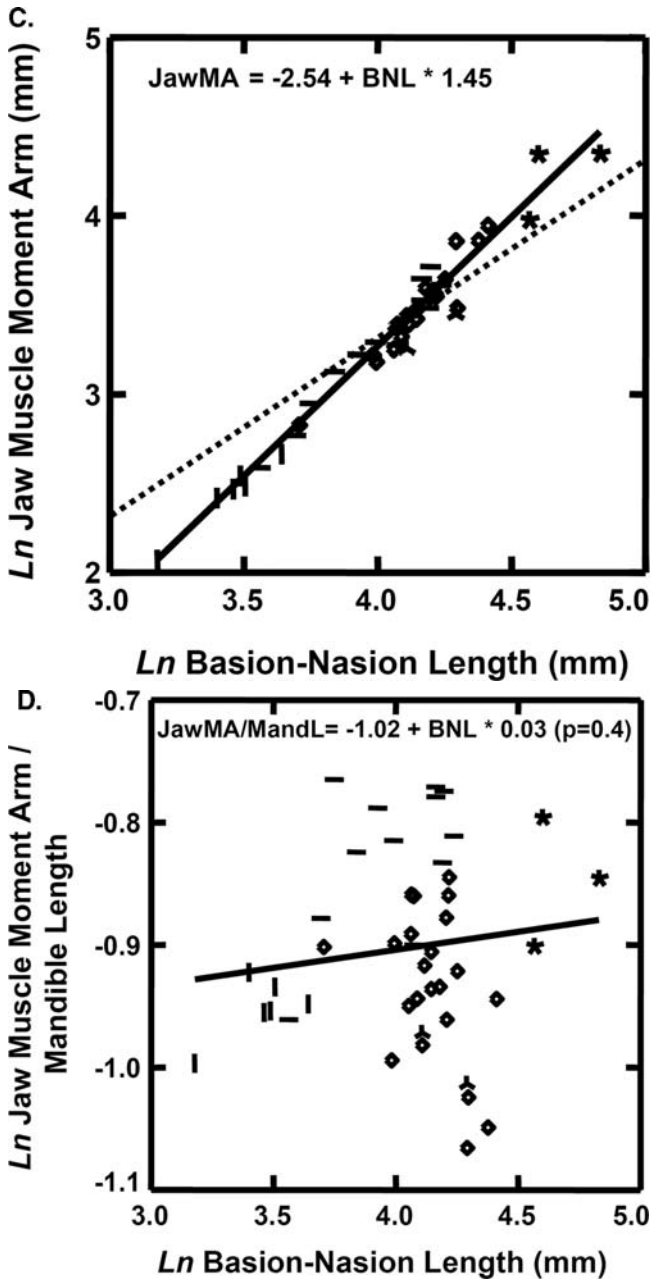 C.
JawMA = -2.54 + BNL * 1.45
Ln Jaw Muscle Moment Arm (mm)
5
4
3
2
3.0 3.5 4.0 4.5 5.0
Ln Basion-Nasion Length (mm)
D.
JawMA/MandL= -1.02 + BNL * 0.03 (p=0.4)
Ln Jaw Muscle Moment Arm /
Mandible Length
-0.7
-0.8
-0.9
-1.0
-1.1
3.0 3.5 4.0 4.5 5.0
Ln Basion-Nasion Length (mm)